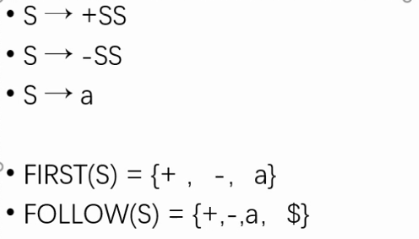 • S → +SS
• S → -SS
• S → a
• FIRST(S) = {+ , -, a}
• FOLLOW(S) = {+,-,a, $}